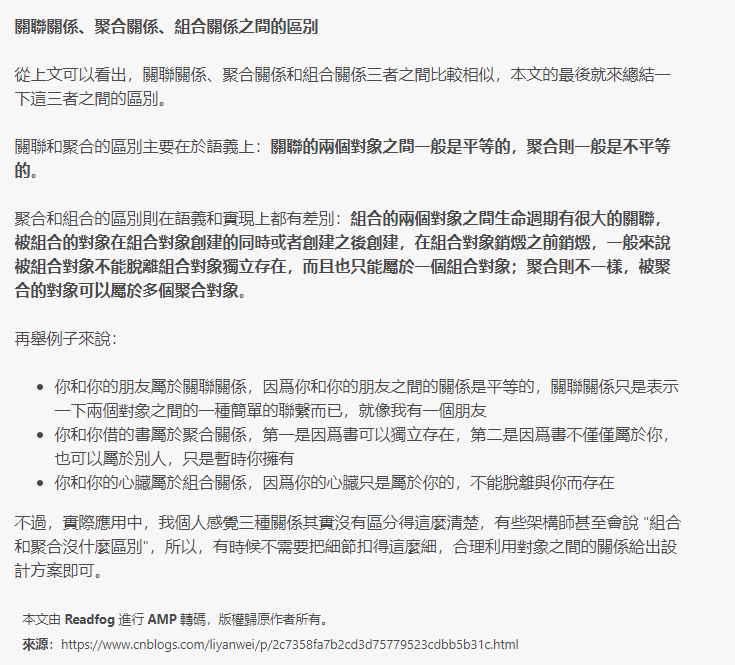 關聯關係、聚合關係、組合關係之間的區別
從上文可以看出，關聯關係、聚合關係和組合關係三者之間比較相似，本文的最後就來總結一
下這三者之間的區別。
關聯和聚合的區別主要在於語義上：關聯的兩個對象之間一般是平等的，聚合則一般是不平等
的。
聚合和組合的區別則在語義和實現上都有差別：組合的兩個對象之間生命週期有很大的關聯，
被組合的對象在組合對象創建的同時或者創建之後創建，在組合對象銷燬之前銷燬，一般來說
被組合對象不能脫離組合對象獨立存在，而且也只能屬於一個組合對象；聚合則不一樣，被聚
合的對象可以屬於多個聚合對象。
再舉例子來說：
• 你和你的朋友屬於關聯關係，因爲你和你的朋友之間的關係是平等的，關聯關係只是表示
一下兩個對象之間的一種簡單的聯繫而已，就像我有一個朋友
• 你和你借的書屬於聚合關係，第一是因爲書可以獨立存在，第二是因爲書不僅僅屬於你，
也可以屬於別人，只是暫時你擁有
• 你和你的心臟屬於組合關係，因爲你的心臟只是屬於你的，不能脫離與你而存在
不過，實際應用中，我個人感覺三種關係其實沒有區分得這麼清楚，有些架構師甚至會說 "組合
和聚合沒什麼區別"，所以，有時候不需要把細節扣得這麼細，合理利用對象之間的關係給出設
計方案即可。
本文由 Readfog 進行 AMP 轉碼，版權歸原作者所有。
來源：https://www.cnblogs.com/liyanwei/p/2c7358fa7b2cd3d75779523cdbb5b31c.html